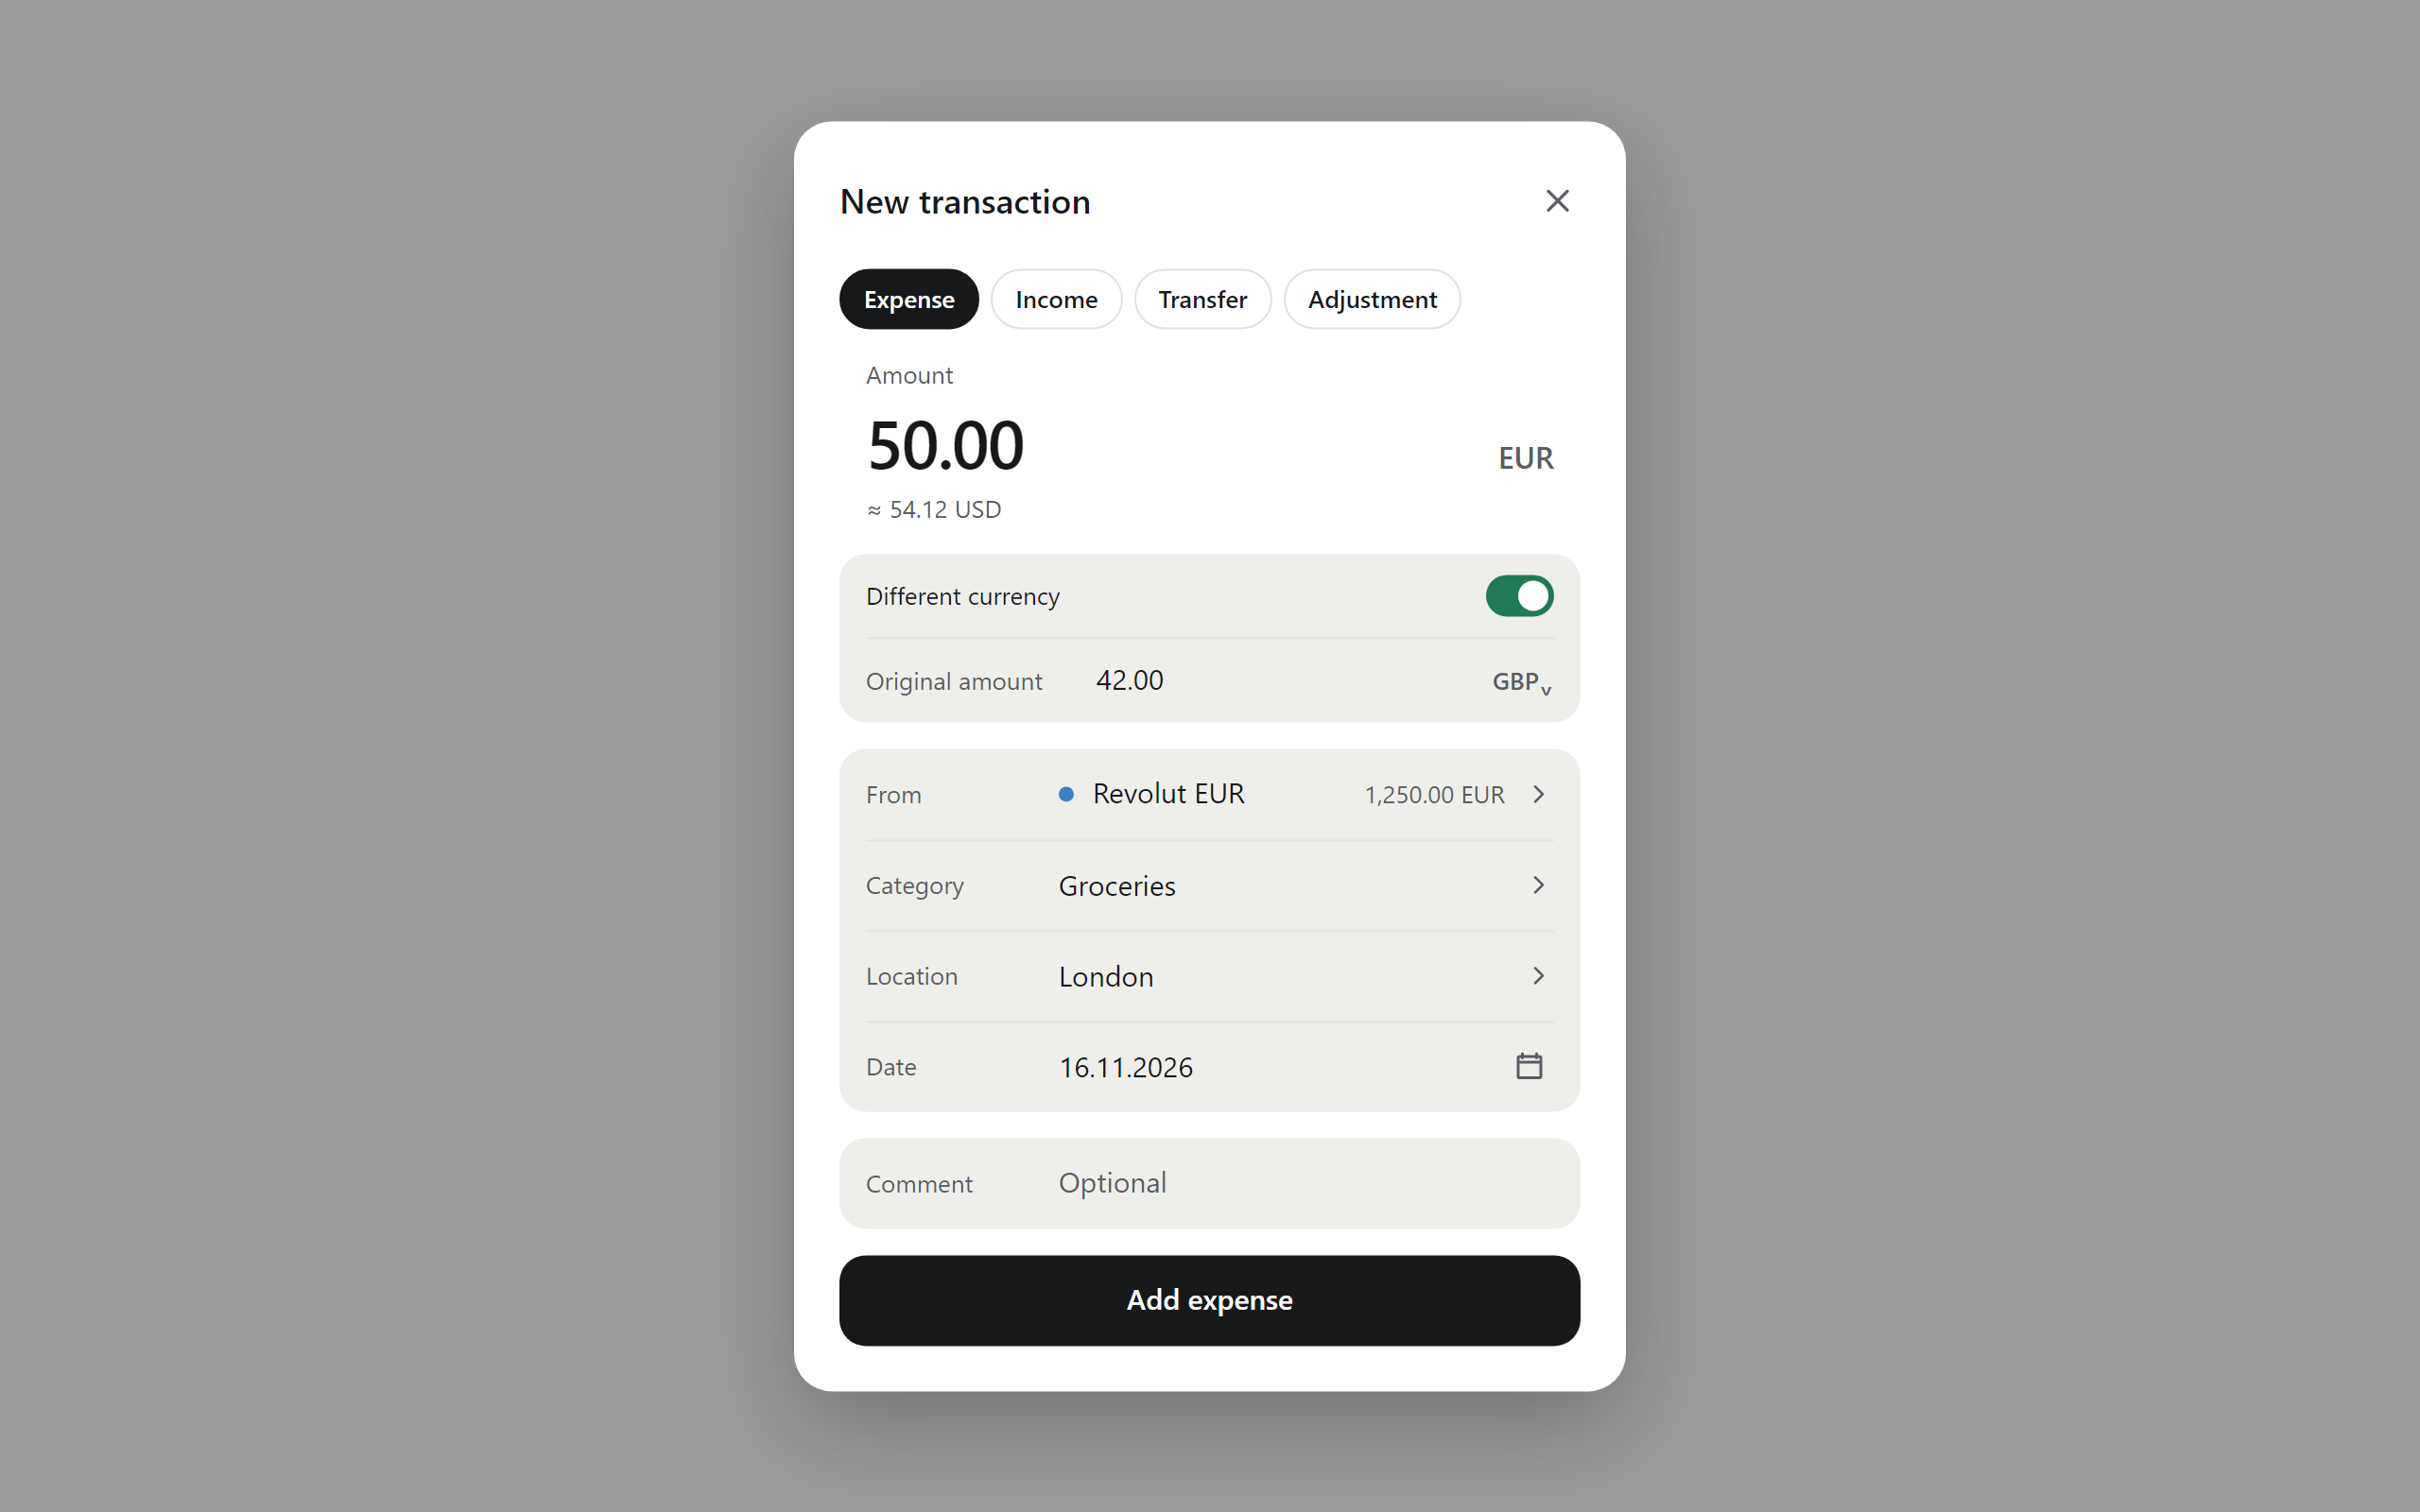 New transaction
Expense Income Transfer Adjustment
Amount
50.00 EUR
≈ 54.12 USD
Different currency
Original amount 42.00 GBP
From Revolut EUR 1,250.00 EUR
Category Groceries
Location London
Date 16.11.2026
Comment Optional
Add expense